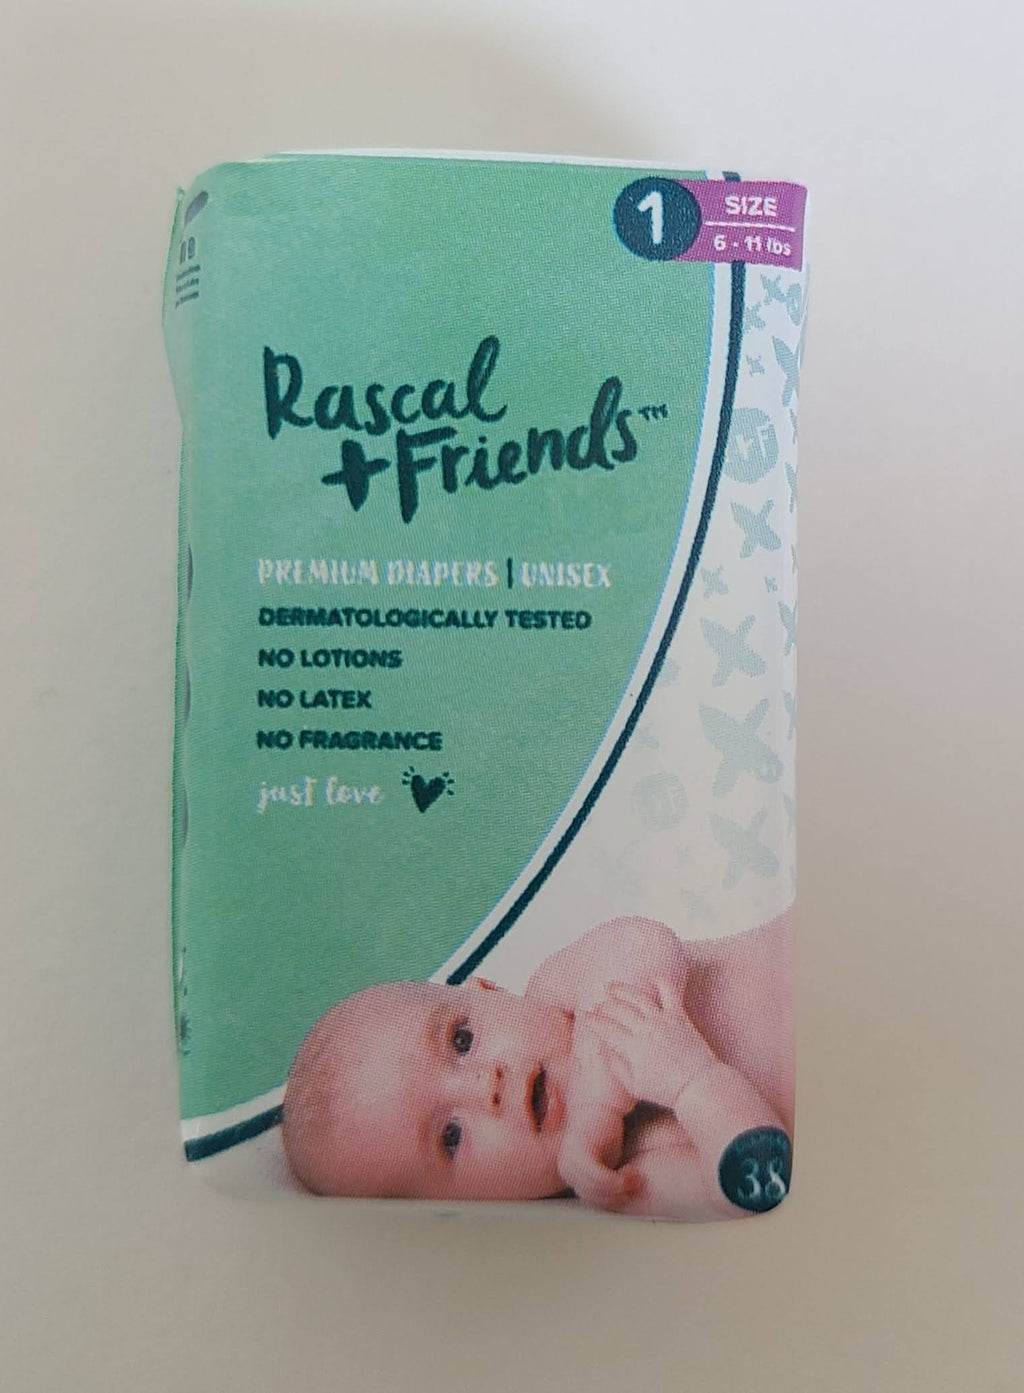 1
SIZE
6 - 11 lbs
Rascal
+Friends™
PREMIUM DIAPERS | UNISEX
DERMATOLOGICALLY TESTED
NO LOTIONS
NO LATEX
NO FRAGRANCE
just love
38